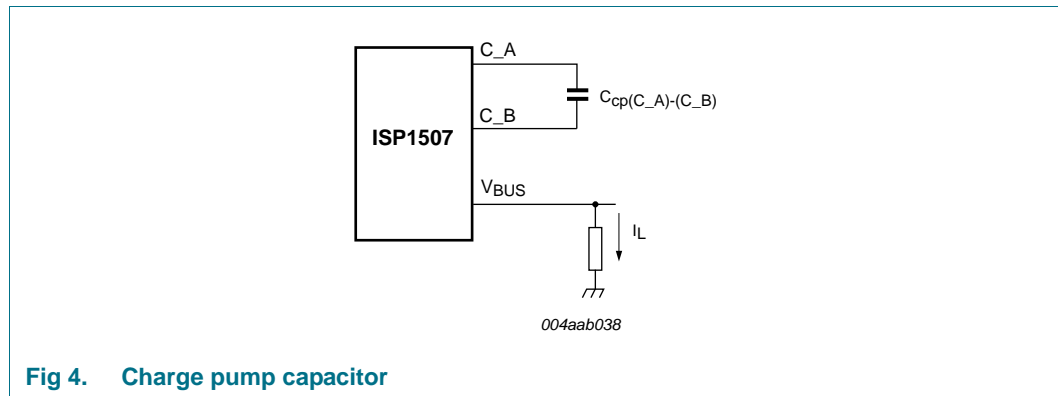 C_A
Ccp(C_A)-(C_B)
C_B
ISP1507
VBUS
IL
004aab038
Fig 4. Charge pump capacitor